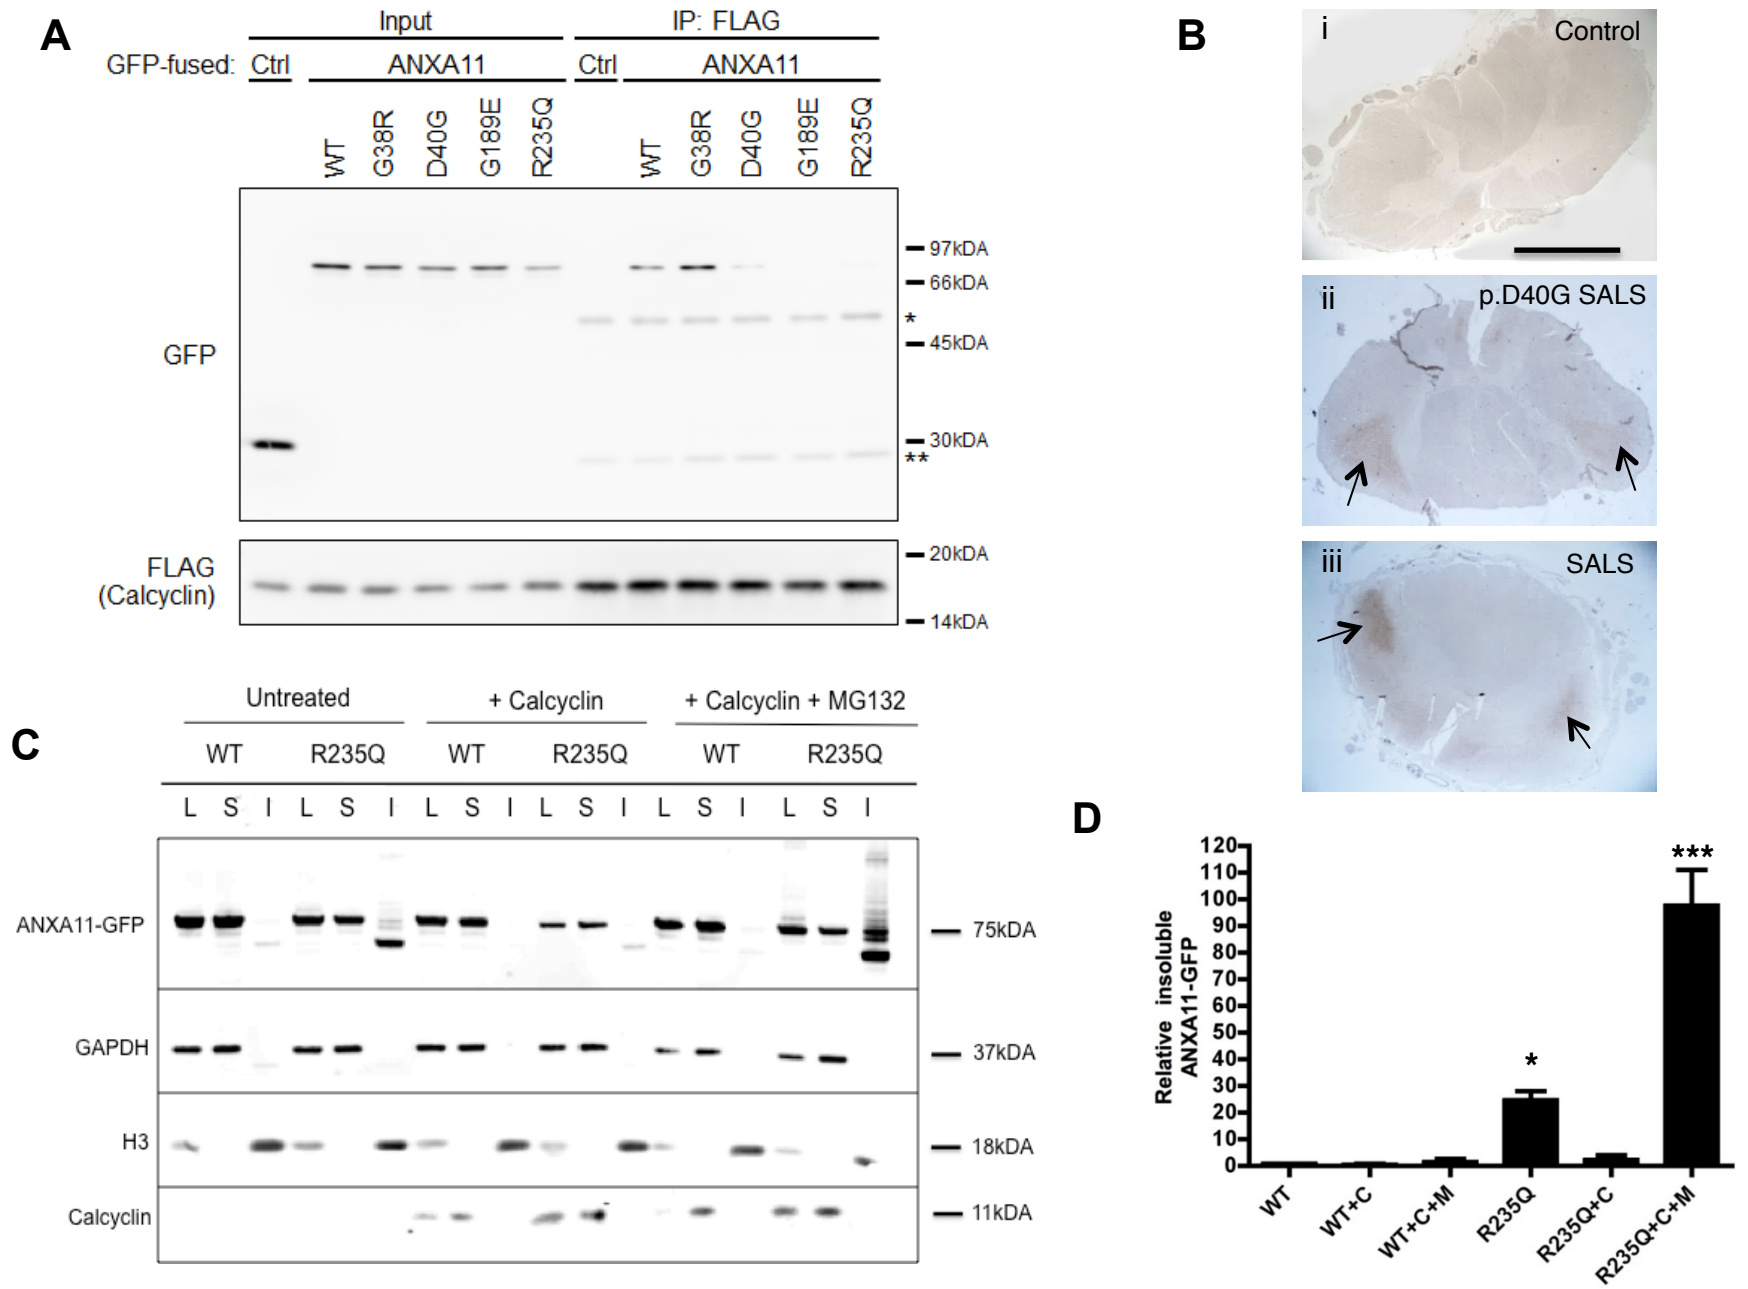 A
Input
IP: FLAG
GFP-fused:
Ctrl
ANXA11
Ctrl
ANXA11
WT
G38R
D40G
G189E
R235Q
WT
G38R
D40G
G189E
R235Q
GFP
97kDA
66kDA
*
45kDA
30kDA
**
FLAG
(Calcyclin)
20kDA
14kDA
B
i
Control
ii
p.D40G SALS
iii
SALS
C
Untreated
+ Calcyclin
+ Calcyclin + MG132
WT
R235Q
WT
R235Q
WT
R235Q
L S I L S I L S I L S I L S I L S I
ANXA11-GFP
75kDA
GAPDH
37kDA
H3
18kDA
Calcyclin
11kDA
D
Relative insoluble
ANXA11-GFP
120
110
100
90
80
70
60
50
40
30
20
10
0
*
***
WT
WT+C
WT+C+M
R235Q
R235Q+C
R235Q+C+M